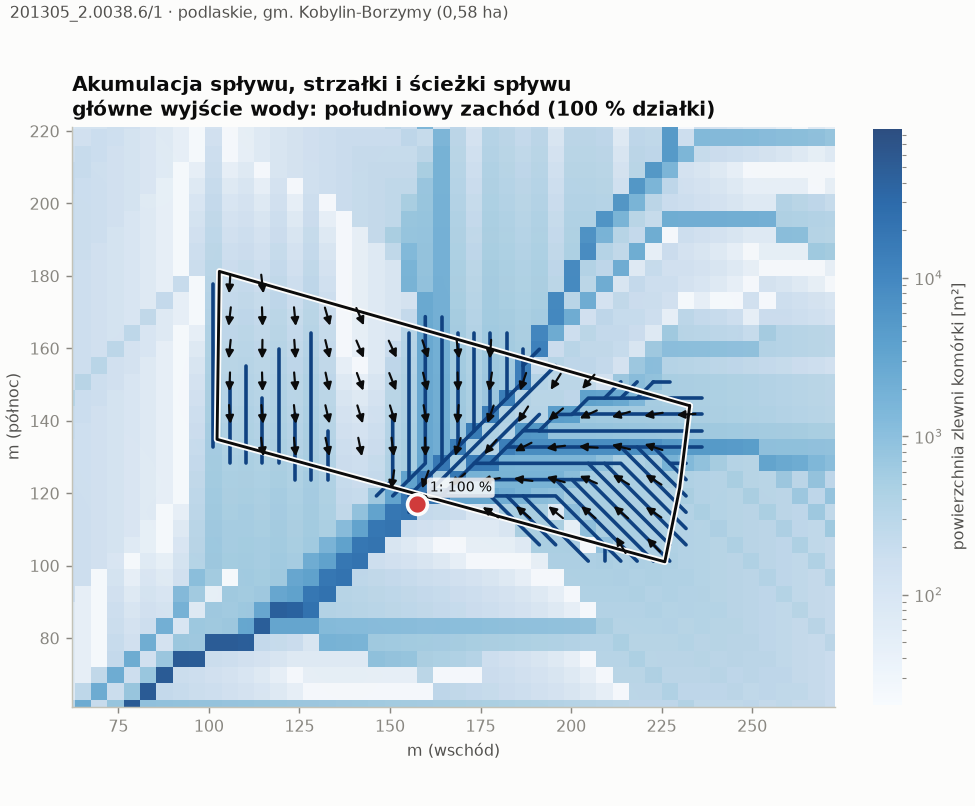 201305_2.0038.6/1 · podlaskie, gm. Kobylin-Borzymy (0,58 ha)
Akumulacja spływu, strzałki i ścieżki spływu
główne wyjście wody: południowy zachód (100 % działki)
220
200
180
160
140
120
100
80
m (północ)
1: 100 %
75
100
125
150
175
200
225
250
m (wschód)
10⁴
10³
10²
powierzchnia zlewni komórki [m²]